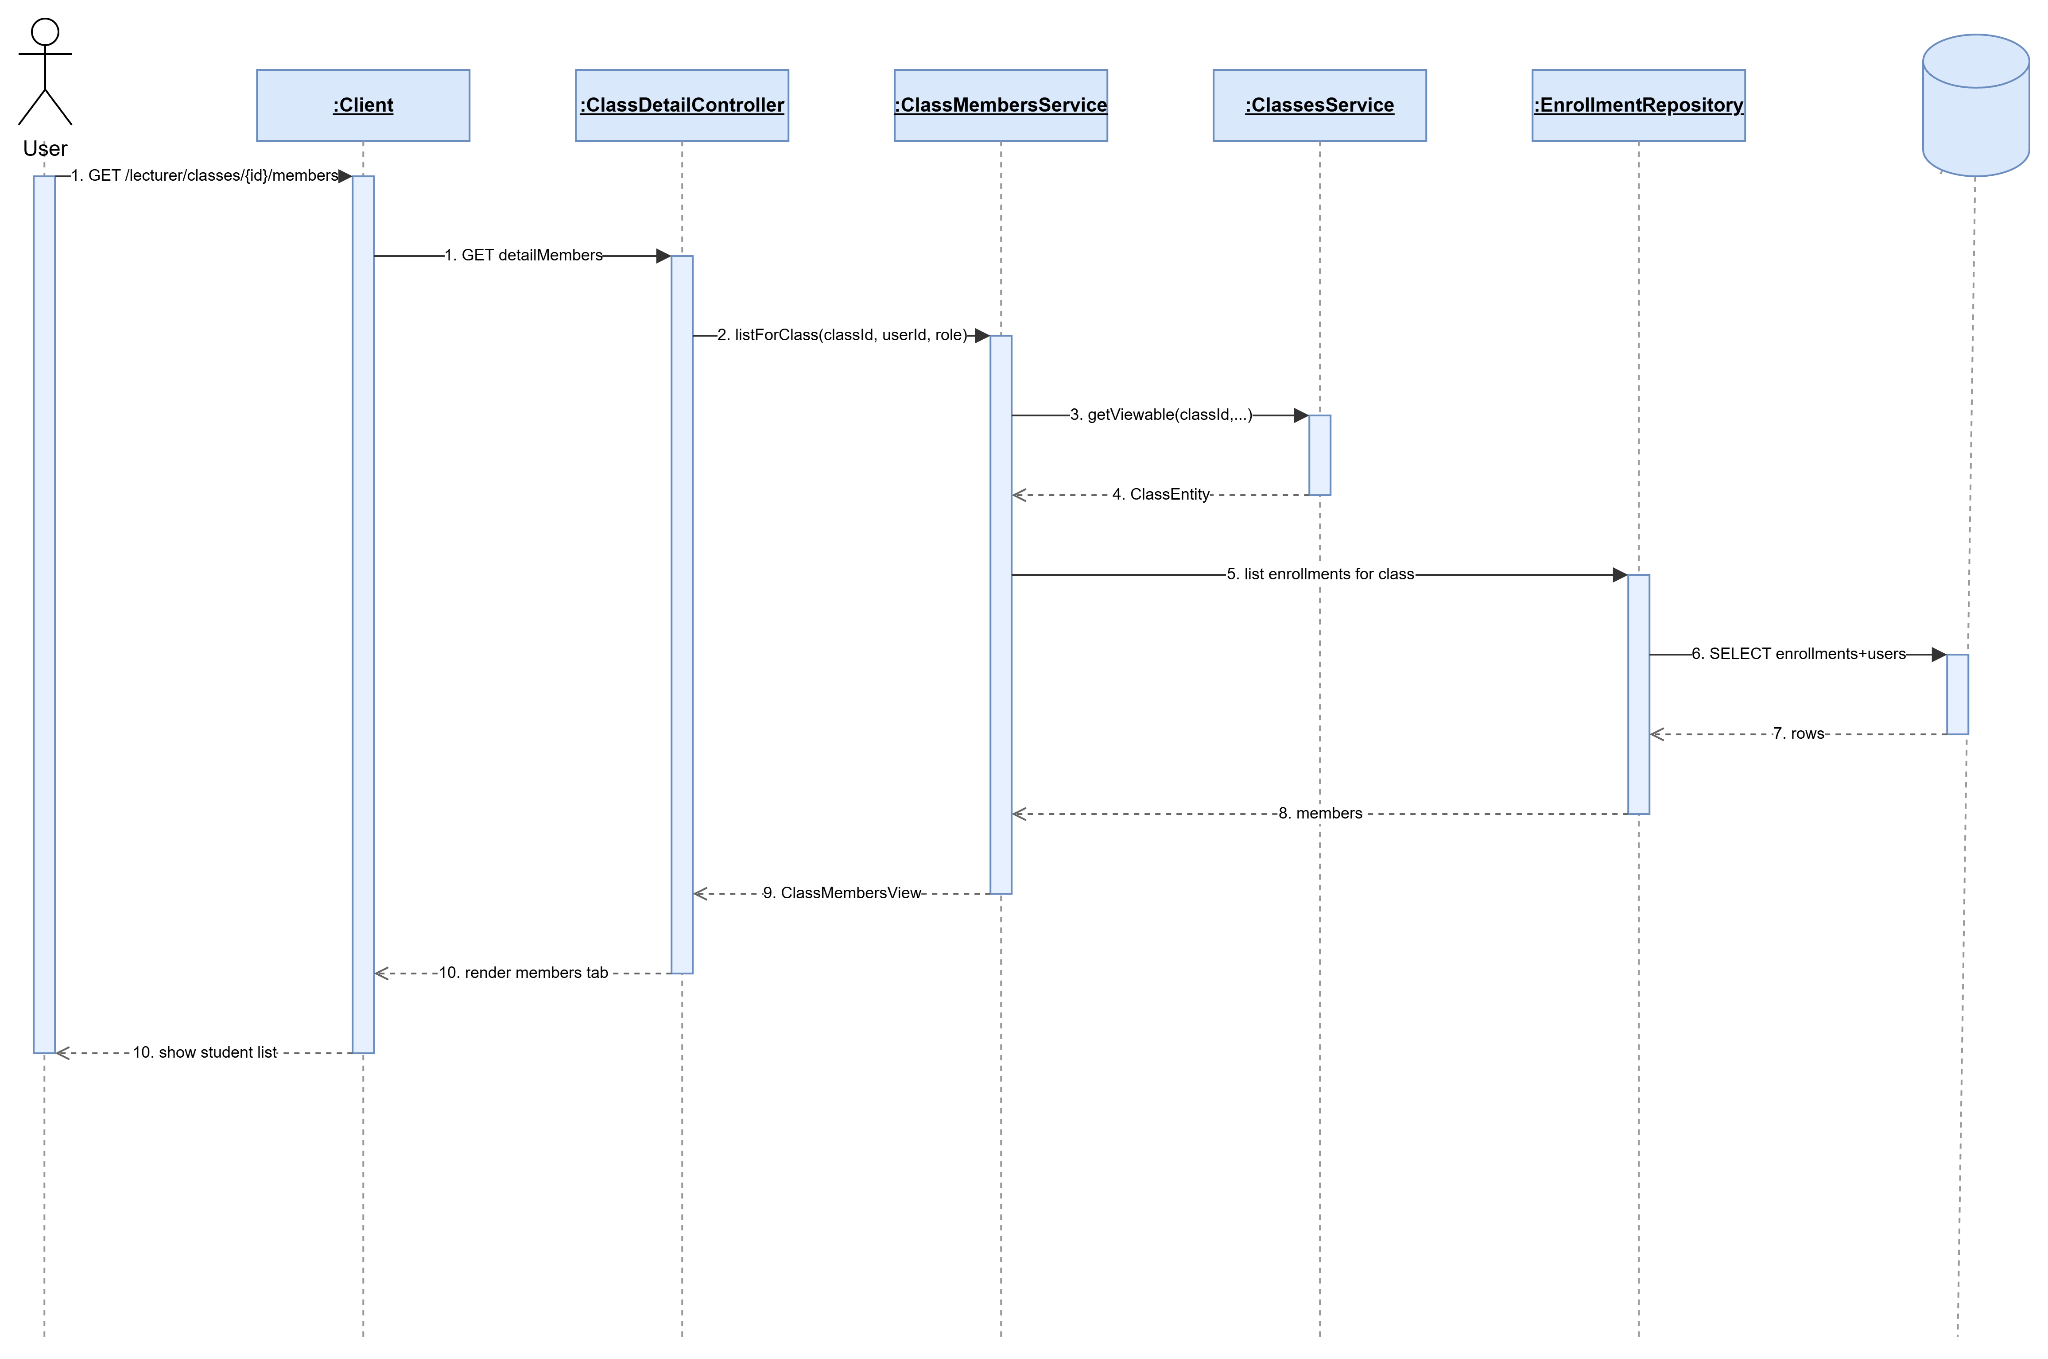 :Client
:ClassDetailController
:ClassMembersService
:ClassesService
:EnrollmentRepository
User
1. GET /lecturer/classes/{id}/members
1. GET detailMembers
2. listForClass(classId, userId, role)
3. getViewable(classId,...)
4. ClassEntity
5. list enrollments for class
6. SELECT enrollments+users
7. rows
8. members
9. ClassMembersView
10. render members tab
10. show student list